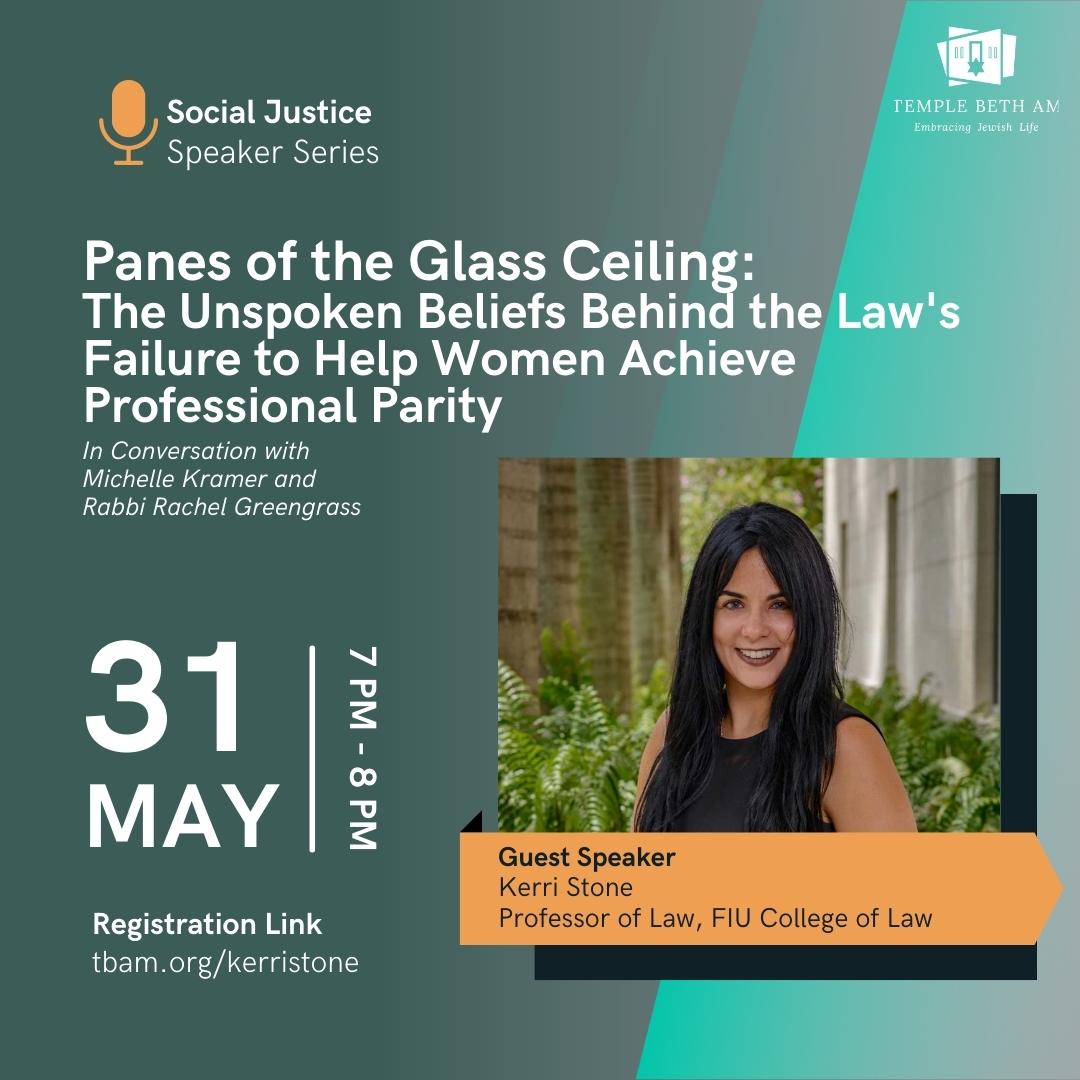 TEMPLE BETH AM
Embracing Jewish Life
Social Justice
Speaker Series
Panes of the Glass Ceiling:
The Unspoken Beliefs Behind the Law's
Failure to Help Women Achieve
Professional Parity
In Conversation with
Michelle Kramer and
Rabbi Rachel Greengrass
31
MAY
7 PM - 8 PM
Guest Speaker
Kerri Stone
Professor of Law, FIU College of Law
Registration Link
tbam.org/kerristone